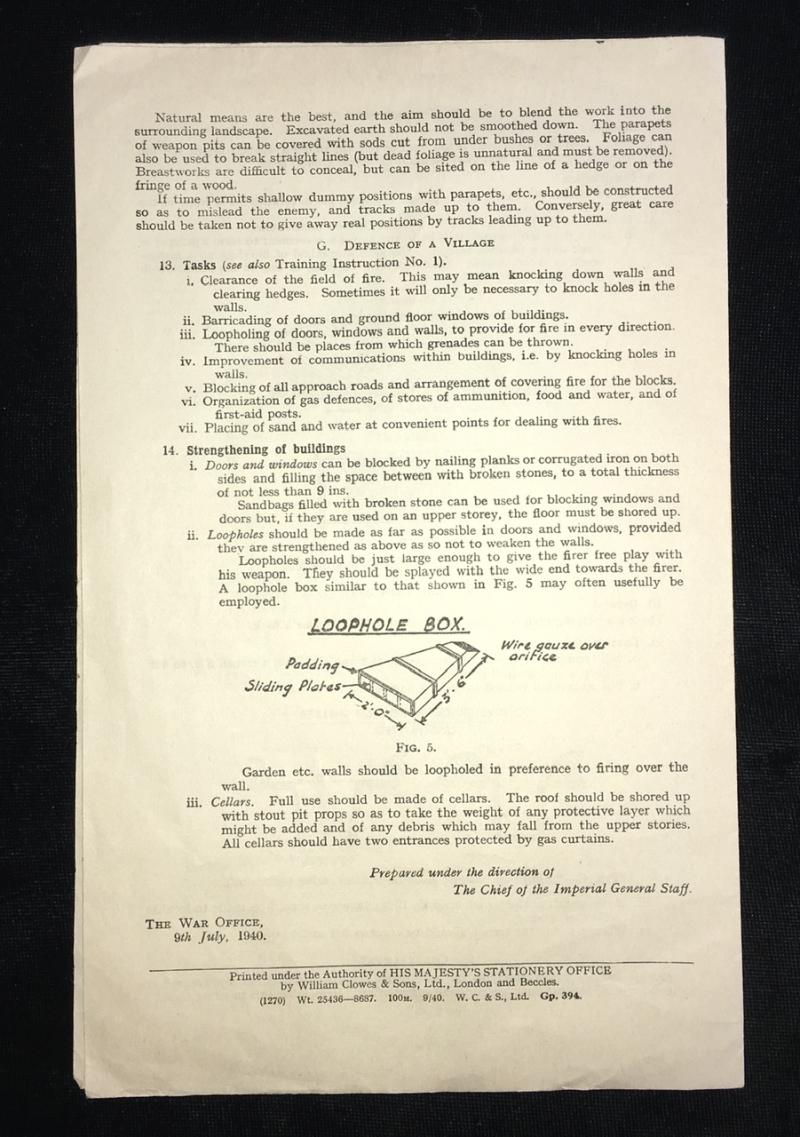 Natural means are the best, and the aim should be to blend the work into the
surrounding landscape. Excavated earth should not be smoothed down. The parapets
of weapon pits can be covered with sods cut from under bushes or trees. Foliage can
also be used to break straight lines (but dead foliage is unnatural and must be removed).
Breastworks are difficult to conceal, but can be sited on the line of a hedge or on the
fringe of a wood.
If time permits shallow dummy positions with parapets, etc., should be constructed
so as to mislead the enemy, and tracks made up to them. Conversely, great care
should be taken not to give away real positions by tracks leading up to them.
G. DEFENCE OF A VILLAGE
13. Tasks (see also Training Instruction No. 1).
i. Clearance of the field of fire. This may mean knocking down walls and
clearing hedges. Sometimes it will only be necessary to knock holes in the
walls.
ii. Barricading of doors and ground floor windows of buildings.
iii. Loopholing of doors, windows and walls, to provide for fire in every direction.
There should be places from which grenades can be thrown.
iv. Improvement of communications within buildings, i.e. by knocking holes in
walls.
v. Blocking of all approach roads and arrangement of covering fire for the blocks.
vi. Organization of gas defences, of stores of ammunition, food and water, and of
first-aid posts.
vii. Placing of sand and water at convenient points for dealing with fires.
14. Strengthening of buildings
i. Doors and windows can be blocked by nailing planks or corrugated iron on both
sides and filling the space between with broken stones, to a total thickness
of not less than 9 ins.
Sandbags filled with broken stone can be used for blocking windows and
doors but, if they are used on an upper storey, the floor must be shored up.
ii. Loopholes should be made as far as possible in doors and windows, provided
they are strengthened as above as so not to weaken the walls.
Loopholes should be just large enough to give the firer free play with
his weapon. They should be splayed with the wide end towards the firer.
A loophole box similar to that shown in Fig. 5 may often usefully be
employed.
LOOPHOLE BOX.
Wire gauze over
orifice
Padding
Sliding Plates
2'·0"
3'·6"
FIG. 5.
Garden etc. walls should be loopholed in preference to firing over the
wall.
iii. Cellars. Full use should be made of cellars. The roof should be shored up
with stout pit props so as to take the weight of any protective layer which
might be added and of any debris which may fall from the upper stories.
All cellars should have two entrances protected by gas curtains.
Prepared under the direction of
The Chief of the Imperial General Staff.
THE WAR OFFICE,
9th July, 1940.
Printed under the Authority of HIS MAJESTY'S STATIONERY OFFICE
by William Clowes & Sons, Ltd., London and Beccles.
(1270) Wt. 25436—8687. 100M. 9/40. W. C. & S., Ltd. Gp. 394.